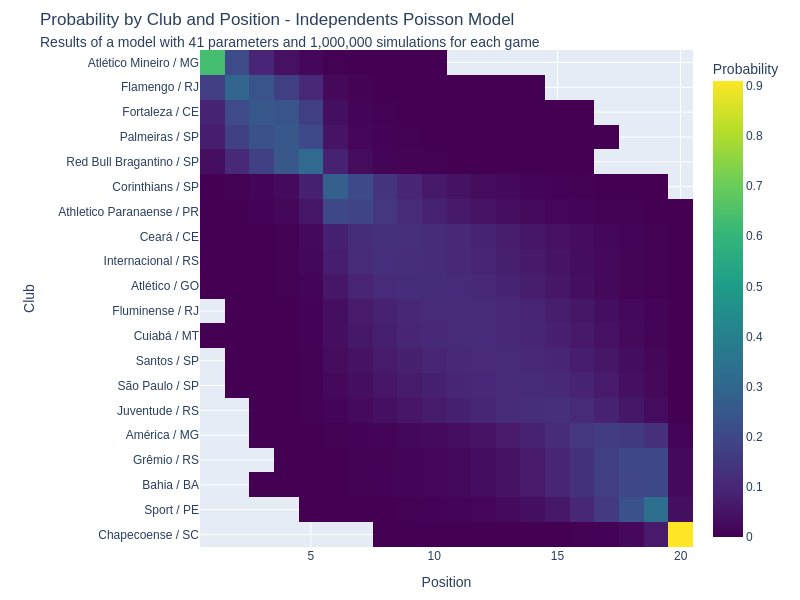 Probability by Club and Position - Independents Poisson Model
Results of a model with 41 parameters and 1,000,000 simulations for each game
Probability
Club
Atlético Mineiro / MG
Flamengo / RJ
Fortaleza / CE
Palmeiras / SP
Red Bull Bragantino / SP
Corinthians / SP
Athletico Paranaense / PR
Ceará / CE
Internacional / RS
Atlético / GO
Fluminense / RJ
Cuiabá / MT
Santos / SP
São Paulo / SP
Juventude / RS
América / MG
Grêmio / RS
Bahia / BA
Sport / PE
Chapecoense / SC
0.9
0.8
0.7
0.6
0.5
0.4
0.3
0.2
0.1
0
5 10 15 20
Position